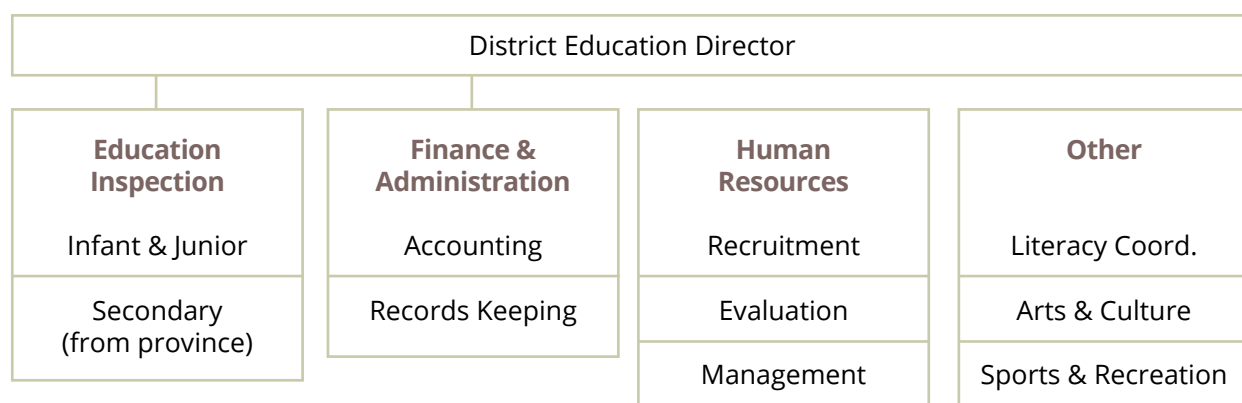 District Education Director
Education
Inspection
Infant & Junior
Secondary
(from province)
Finance &
Administration
Accounting
Records Keeping
Human
Resources
Recruitment
Evaluation
Management
Other
Literacy Coord.
Arts & Culture
Sports & Recreation